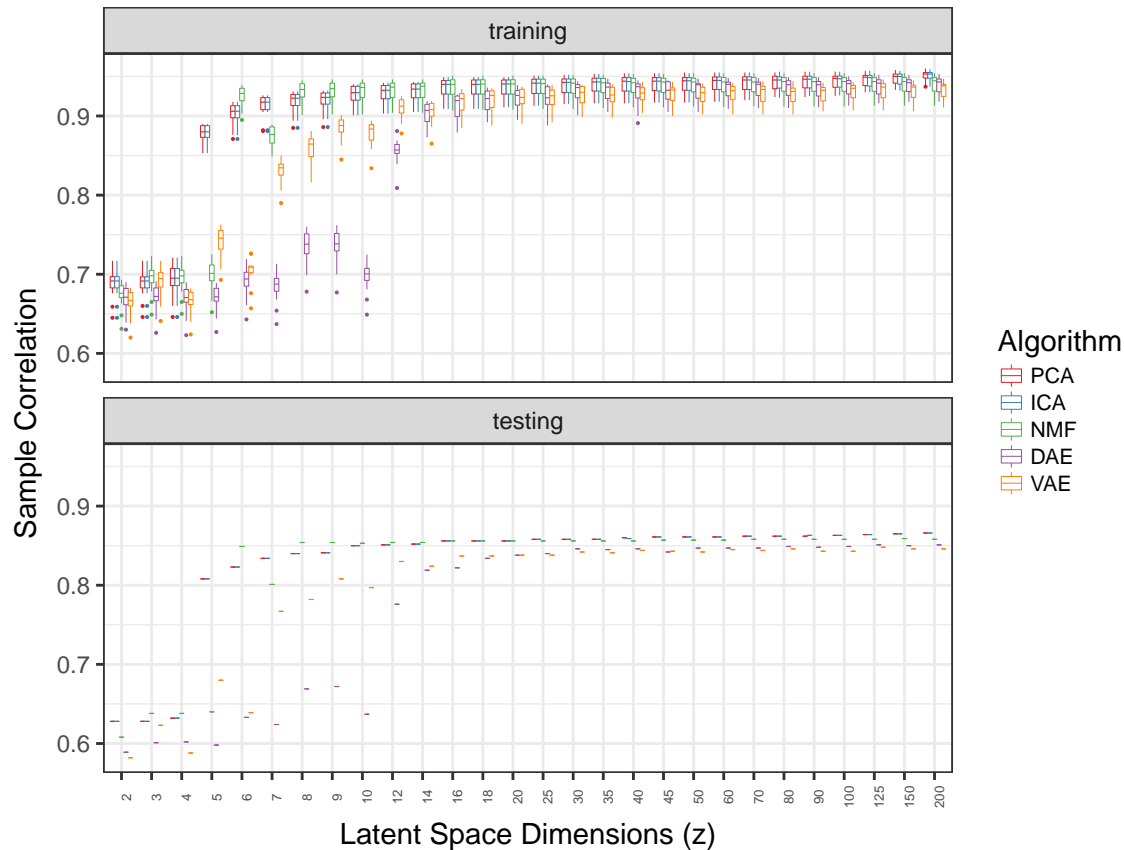 training
0.9
0.8
0.7
0.6
testing
0.9
0.8
0.7
0.6
Sample Correlation
2 3 4 5 6 7 8 9 10 12 14 16 18 20 25 30 35 40 45 50 60 70 80 90 100 125 150 200
Latent Space Dimensions (z)
Algorithm
PCA
ICA
NMF
DAE
VAE